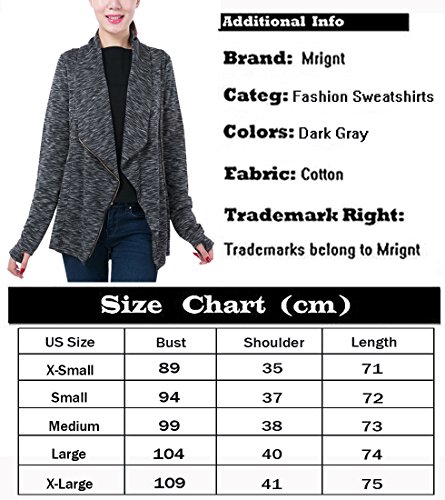 Additional Info
Brand: Mrignt
Categ: Fashion Sweatshirts
Colors: Dark Gray
Fabric: Cotton
Trademark Right:
Trademarks belong to Mrignt
Size Chart (cm)
US Size Bust Shoulder Length
X-Small 89 35 71
Small 94 37 72
Medium 99 38 73
Large 104 40 74
X-Large 109 41 75